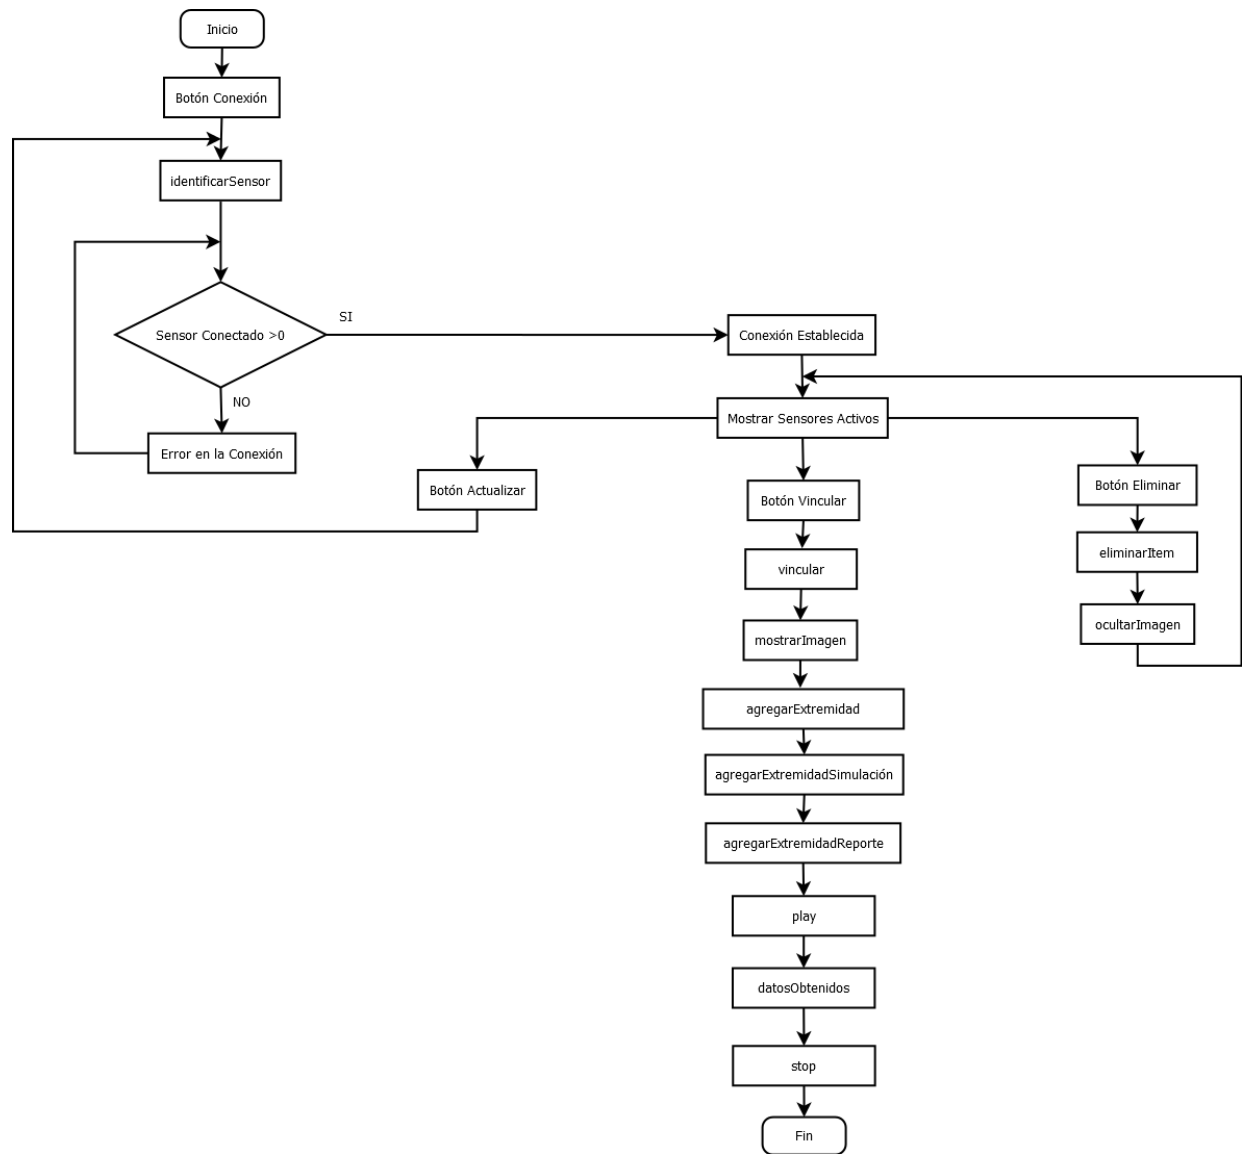 Inicio
Botón Conexión
identificarSensor
Sensor Conectado >0
SI
NO
Error en la Conexión
Conexión Establecida
Mostrar Sensores Activos
Botón Actualizar
Botón Vincular
vincular
mostrarImagen
agregarExtremidad
agregarExtremidadSimulación
agregarExtremidadReporte
play
datosObtenidos
stop
Fin
Botón Eliminar
eliminarItem
ocultarImagen